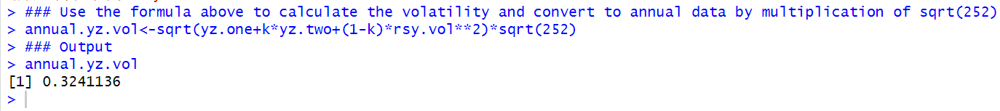 > ### Use the formula above to calculate the volatility and convert to annual data by multiplication of sqrt(252)
> annual.yz.vol<-sqrt(yz.one+k*yz.two+(1-k)*rsy.vol**2)*sqrt(252)
> ### Output
> annual.yz.vol
[1] 0.3241136
>